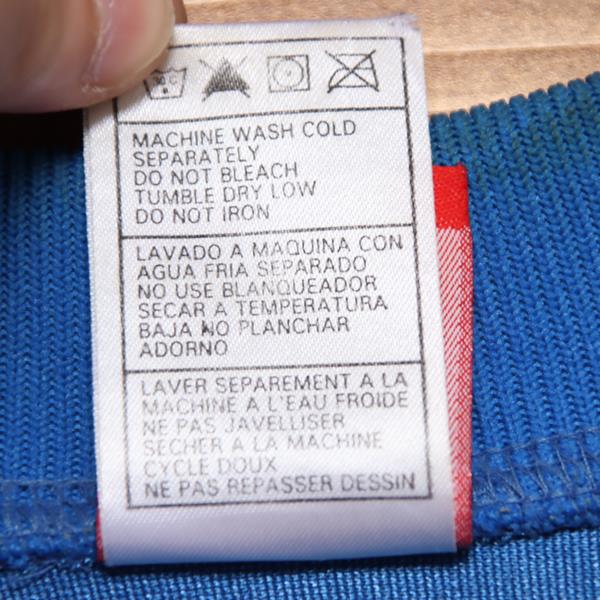 30 C
MACHINE WASH COLD
SEPARATELY
DO NOT BLEACH
TUMBLE DRY LOW
DO NOT IRON
LAVADO A MAQUINA CON
AGUA FRIA SEPARADO
NO USE BLANQUEADOR
SECAR A TEMPERATURA
BAJA NO PLANCHAR
ADORNO
LAVER SEPAREMENT A LA
MACHINE A L'EAU FROIDE
NE PAS JAVELLISER
SECHER A LA MACHINE
CYCLE DOUX
NE PAS REPASSER DESSIN